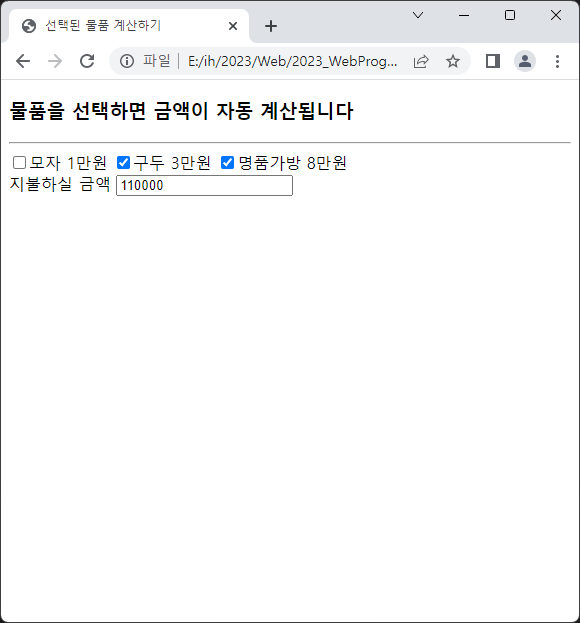 선택된 물품 계산하기
파일 E:/ih/2023/Web/2023_WebProg...
물품을 선택하면 금액이 자동 계산됩니다
모자 1만원 구두 3만원 명품가방 8만원
지불하실 금액 110000